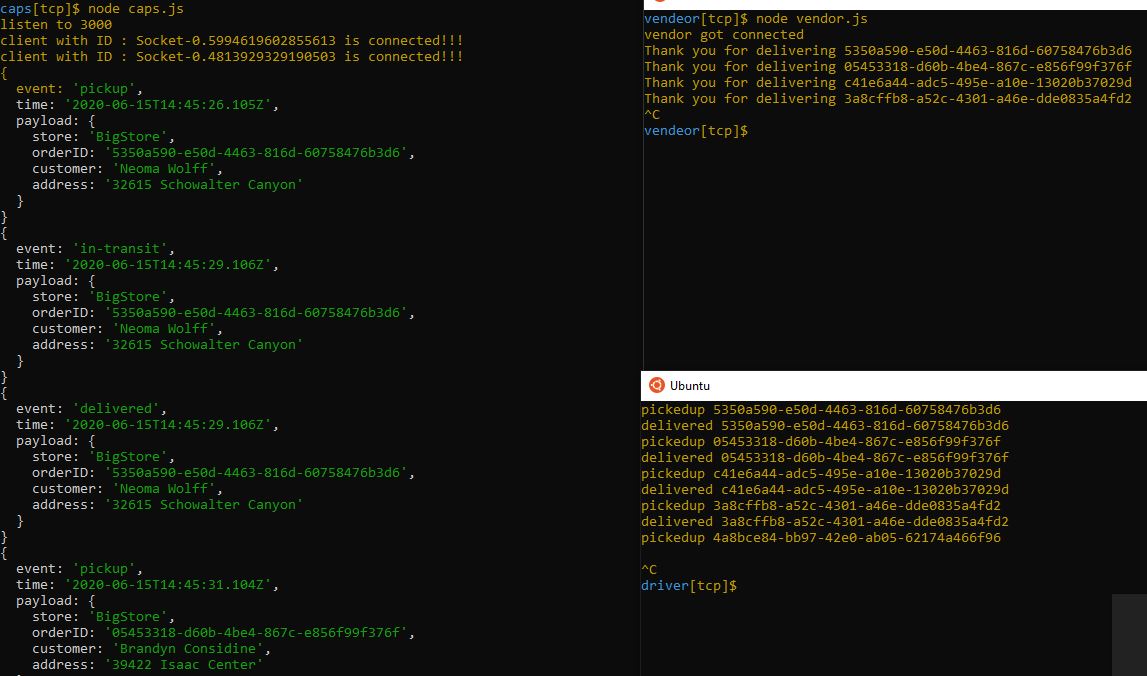 caps[tcp]$ node caps.js
listen to 3000
client with ID : Socket-0.5994619602855613 is connected!!!
client with ID : Socket-0.4813929329190503 is connected!!!
{
  event: 'pickup',
  time: '2020-06-15T14:45:26.105Z',
  payload: {
    store: 'BigStore',
    orderID: '5350a590-e50d-4463-816d-60758476b3d6',
    customer: 'Neoma Wolff',
    address: '32615 Schowalter Canyon'
  }
}
{
  event: 'in-transit',
  time: '2020-06-15T14:45:29.106Z',
  payload: {
    store: 'BigStore',
    orderID: '5350a590-e50d-4463-816d-60758476b3d6',
    customer: 'Neoma Wolff',
    address: '32615 Schowalter Canyon'
  }
}
{
  event: 'delivered',
  time: '2020-06-15T14:45:29.106Z',
  payload: {
    store: 'BigStore',
    orderID: '5350a590-e50d-4463-816d-60758476b3d6',
    customer: 'Neoma Wolff',
    address: '32615 Schowalter Canyon'
  }
}
{
  event: 'pickup',
  time: '2020-06-15T14:45:31.104Z',
  payload: {
    store: 'BigStore',
    orderID: '05453318-d60b-4be4-867c-e856f99f376f',
    customer: 'Brandyn Considine',
    address: '39422 Isaac Center'
vendeor[tcp]$ node vendor.js
vendor got connected
Thank you for delivering 5350a590-e50d-4463-816d-60758476b3d6
Thank you for delivering 05453318-d60b-4be4-867c-e856f99f376f
Thank you for delivering c41e6a44-adc5-495e-a10e-13020b37029d
Thank you for delivering 3a8cffb8-a52c-4301-a46e-dde0835a4fd2
^C
vendeor[tcp]$
Ubuntu
pickedup 5350a590-e50d-4463-816d-60758476b3d6
delivered 5350a590-e50d-4463-816d-60758476b3d6
pickedup 05453318-d60b-4be4-867c-e856f99f376f
delivered 05453318-d60b-4be4-867c-e856f99f376f
pickedup c41e6a44-adc5-495e-a10e-13020b37029d
delivered c41e6a44-adc5-495e-a10e-13020b37029d
pickedup 3a8cffb8-a52c-4301-a46e-dde0835a4fd2
delivered 3a8cffb8-a52c-4301-a46e-dde0835a4fd2
pickedup 4a8bce84-bb97-42e0-ab05-62174a466f96
^C
driver[tcp]$